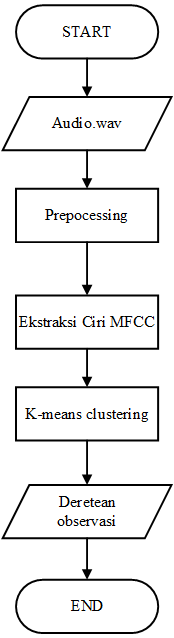 START
Audio.wav
Prepocessing
Ekstraksi Ciri MFCC
K-means clustering
Deretean
observasi
END